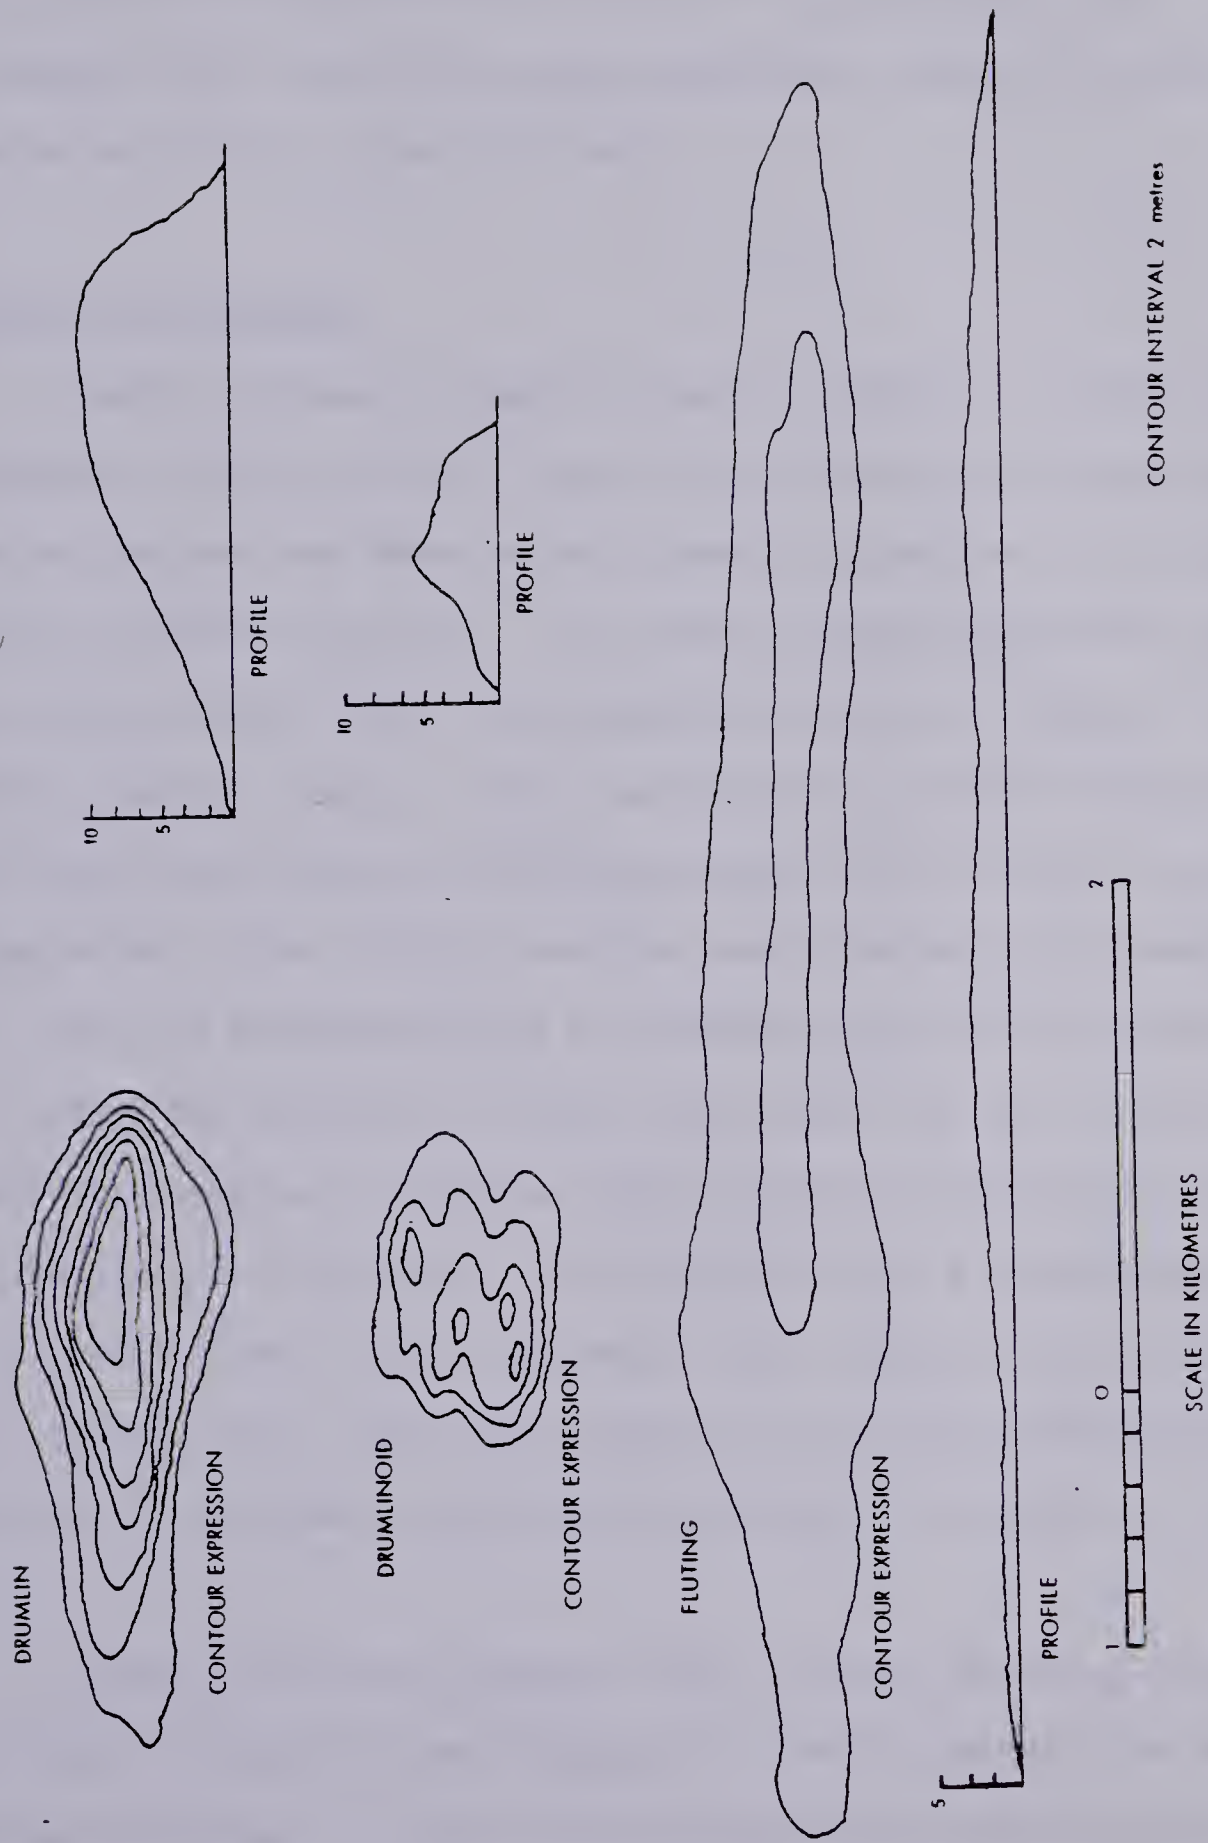 DRUMLIN
CONTOUR EXPRESSION
10
5
PROFILE
DRUMLINOID
CONTOUR EXPRESSION
10
5
PROFILE
FLUTING
CONTOUR EXPRESSION
5
PROFILE
1 0 2
SCALE IN KILOMETRES
CONTOUR INTERVAL 2 metres